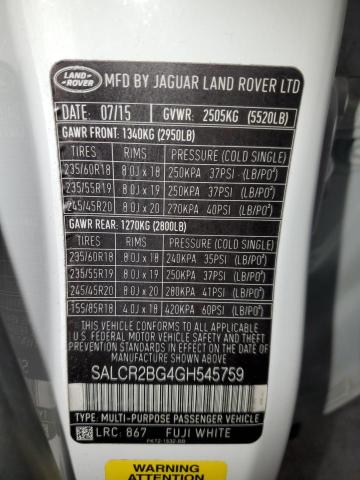 LAND
ROVER
MFD BY JAGUAR LAND ROVER LTD
DATE: 07/15 GVWR: 2505KG (5520LB)
GAWR FRONT: 1340KG (2950LB)
TIRES RIMS PRESSURE (COLD SINGLE)
235/60R18 8.0J x 18 250KPA 37PSI (LB/PO²)
235/55R19 8.0J x 19 250KPA 37PSI (LB/PO²)
245/45R20 8.0J x 20 270KPA 40PSI (LB/PO²)
GAWR REAR: 1270KG (2800LB)
TIRES RIMS PRESSURE (COLD SINGLE)
235/60R18 8.0J x 18 240KPA 35PSI (LB/PO²)
235/55R19 8.0J x 19 250KPA 37PSI (LB/PO²)
245/45R20 8.0J x 20 280KPA 41PSI (LB/PO²)
155/85R18 4.0J x 18 420KPA 60PSI (LB/PO²)
THIS VEHICLE CONFORMS TO ALL APPLICABLE
U.S. FEDERAL MOTOR VEHICLE SAFETY
STANDARDS IN EFFECT ON THE DATE OF
MANUFACTURE SHOWN ABOVE.
SALCR2BG4GH545759
TYPE: MULTI-PURPOSE PASSENGER VEHICLE
LRC: 867 FUJI WHITE
WARNING